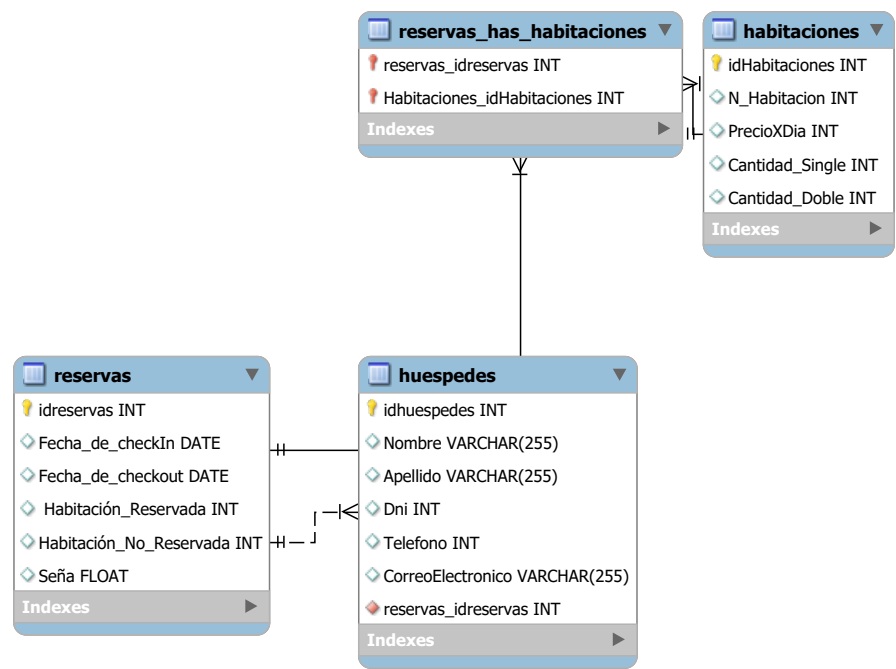 reservas_has_habitaciones
reservas_idreservas INT
Habitaciones_idHabitaciones INT
Indexes
habitaciones
idHabitaciones INT
N_Habitacion INT
PrecioXDia INT
Cantidad_Single INT
Cantidad_Doble INT
Indexes
reservas
idreservas INT
Fecha_de_checkIn DATE
Fecha_de_checkout DATE
Habitación_Reservada INT
Habitación_No_Reservada INT
Seña FLOAT
Indexes
huespedes
idhuespedes INT
Nombre VARCHAR(255)
Apellido VARCHAR(255)
Dni INT
Telefono INT
CorreoElectronico VARCHAR(255)
reservas_idreservas INT
Indexes